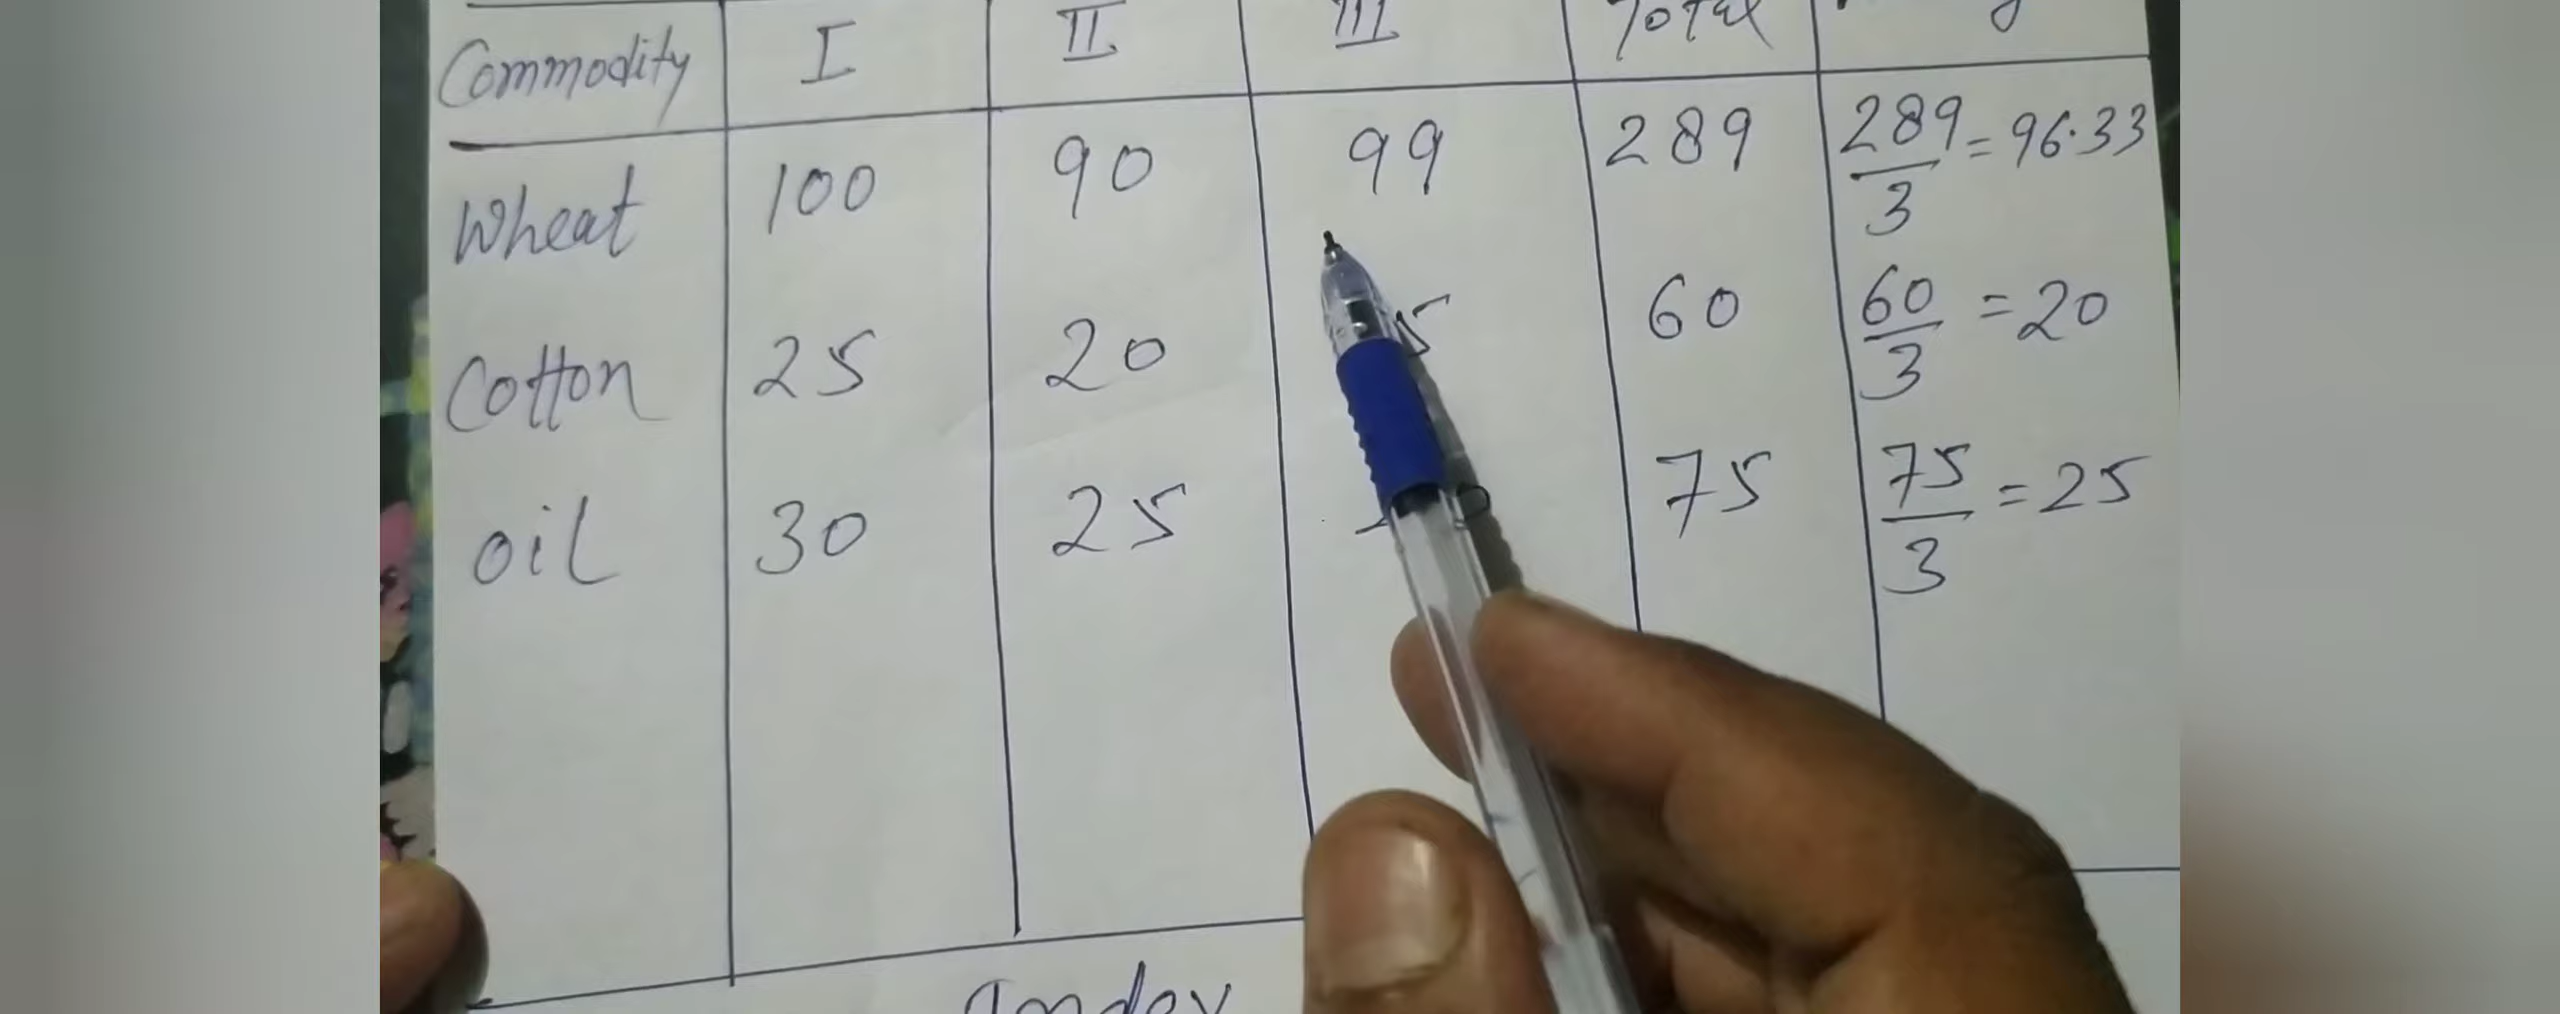 Commodity I II III Total
Wheat 100 90 99 289 289/3 = 96.33
Cotton 25 20 60 60/3 = 20
oil 30 25 75 75/3 = 25
Index